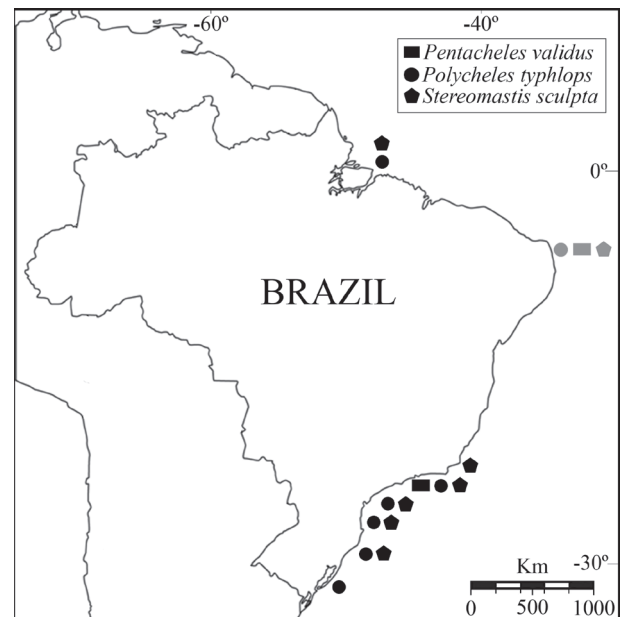 -60º
-40º
Pentacheles validus
Polycheles typhlops
Stereomastis sculpta
0º
BRAZIL
Km
-30º
0 500 1000